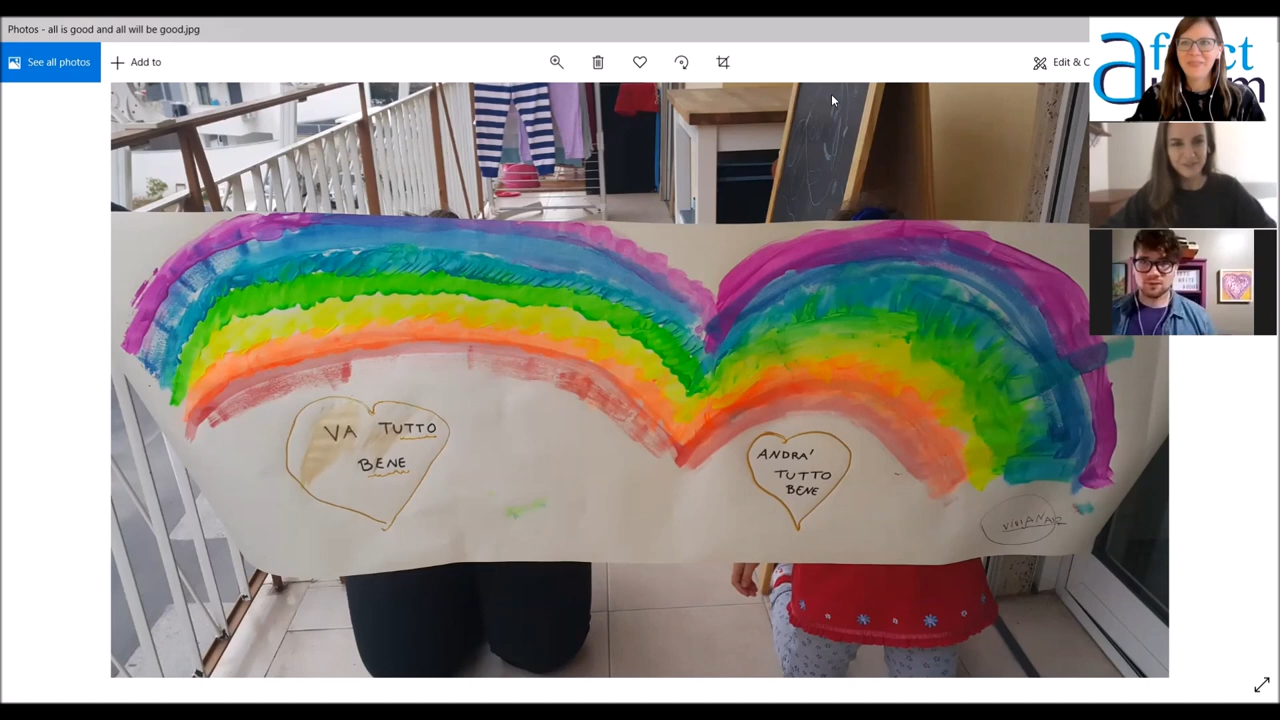 Photos - all is good and all will be good.jpg
See all photos
Add to
Edit & C
VA TUTTO
BENE
ANDRA'
TUTTO
BENE